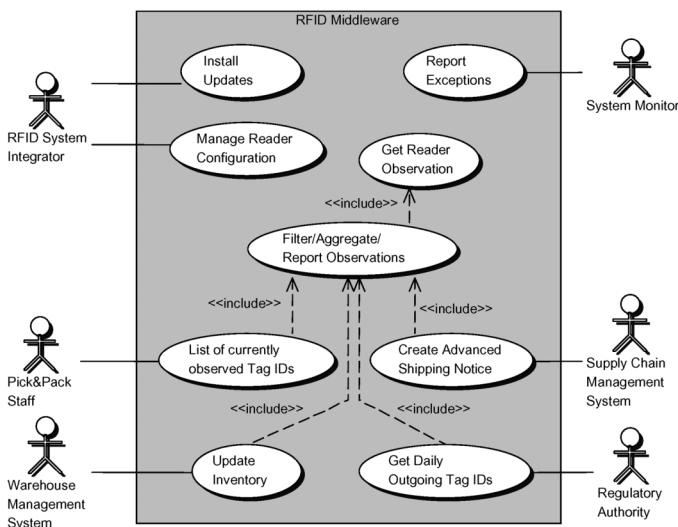 RFID Middleware
Install
Updates
Report
Exceptions
RFID System
Integrator
System Monitor
Manage Reader
Configuration
Get Reader
Observation
<<include>>
Filter/Aggregate/
Report Observations
<<include>>
<<include>>
List of currently
observed Tag IDs
Create Advanced
Shipping Notice
Pick&Pack
Staff
Supply Chain
Management
System
<<include>>
<<include>>
Update
Inventory
Get Daily
Outgoing Tag IDs
Warehouse
Management
System
Regulatory
Authority